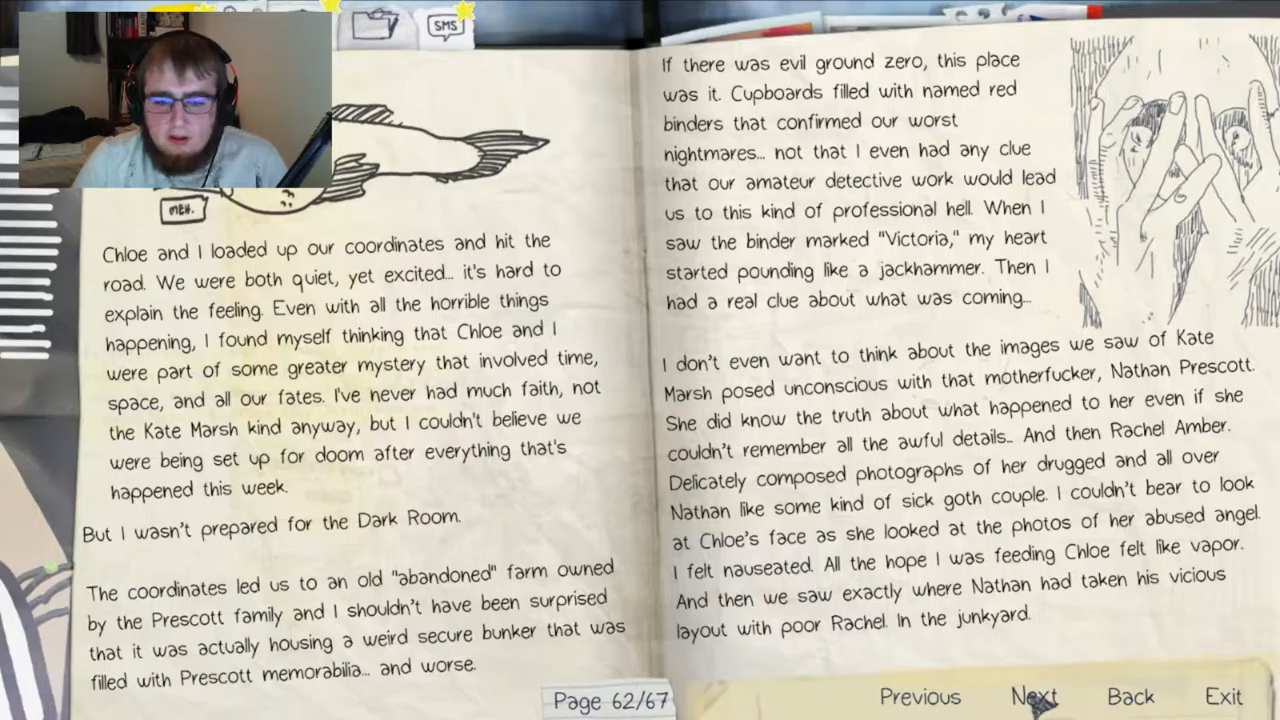 SMS
MEH.
Chloe and I loaded up our coordinates and hit the
road. We were both quiet, yet excited... it's hard to
explain the feeling. Even with all the horrible things
happening, I found myself thinking that Chloe and I
were part of some greater mystery that involved time,
space, and all our fates. I've never had much faith, not
the Kate Marsh kind anyway, but I couldn't believe we
were being set up for doom after everything that's
happened this week.
But I wasn't prepared for the Dark Room.
The coordinates led us to an old "abandoned" farm owned
by the Prescott family and I shouldn't have been surprised
that it was actually housing a weird secure bunker that was
filled with Prescott memorabilia... and worse.
If there was evil ground zero, this place
was it. Cupboards filled with named red
binders that confirmed our worst
nightmares... not that I even had any clue
that our amateur detective work would lead
us to this kind of professional hell. When I
saw the binder marked "Victoria," my heart
started pounding like a jackhammer. Then I
had a real clue about what was coming...
I don't even want to think about the images we saw of Kate
Marsh posed unconscious with that motherfucker, Nathan Prescott.
She did know the truth about what happened to her even if she
couldn't remember all the awful details... And then Rachel Amber.
Delicately composed photographs of her drugged and all over
Nathan like some kind of sick goth couple. I couldn't bear to look
at Chloe's face as she looked at the photos of her abused angel.
I felt nauseated. All the hope I was feeding Chloe felt like vapor.
And then we saw exactly where Nathan had taken his vicious
layout with poor Rachel. In the junkyard.
Page 62/67
Previous Next Back Exit